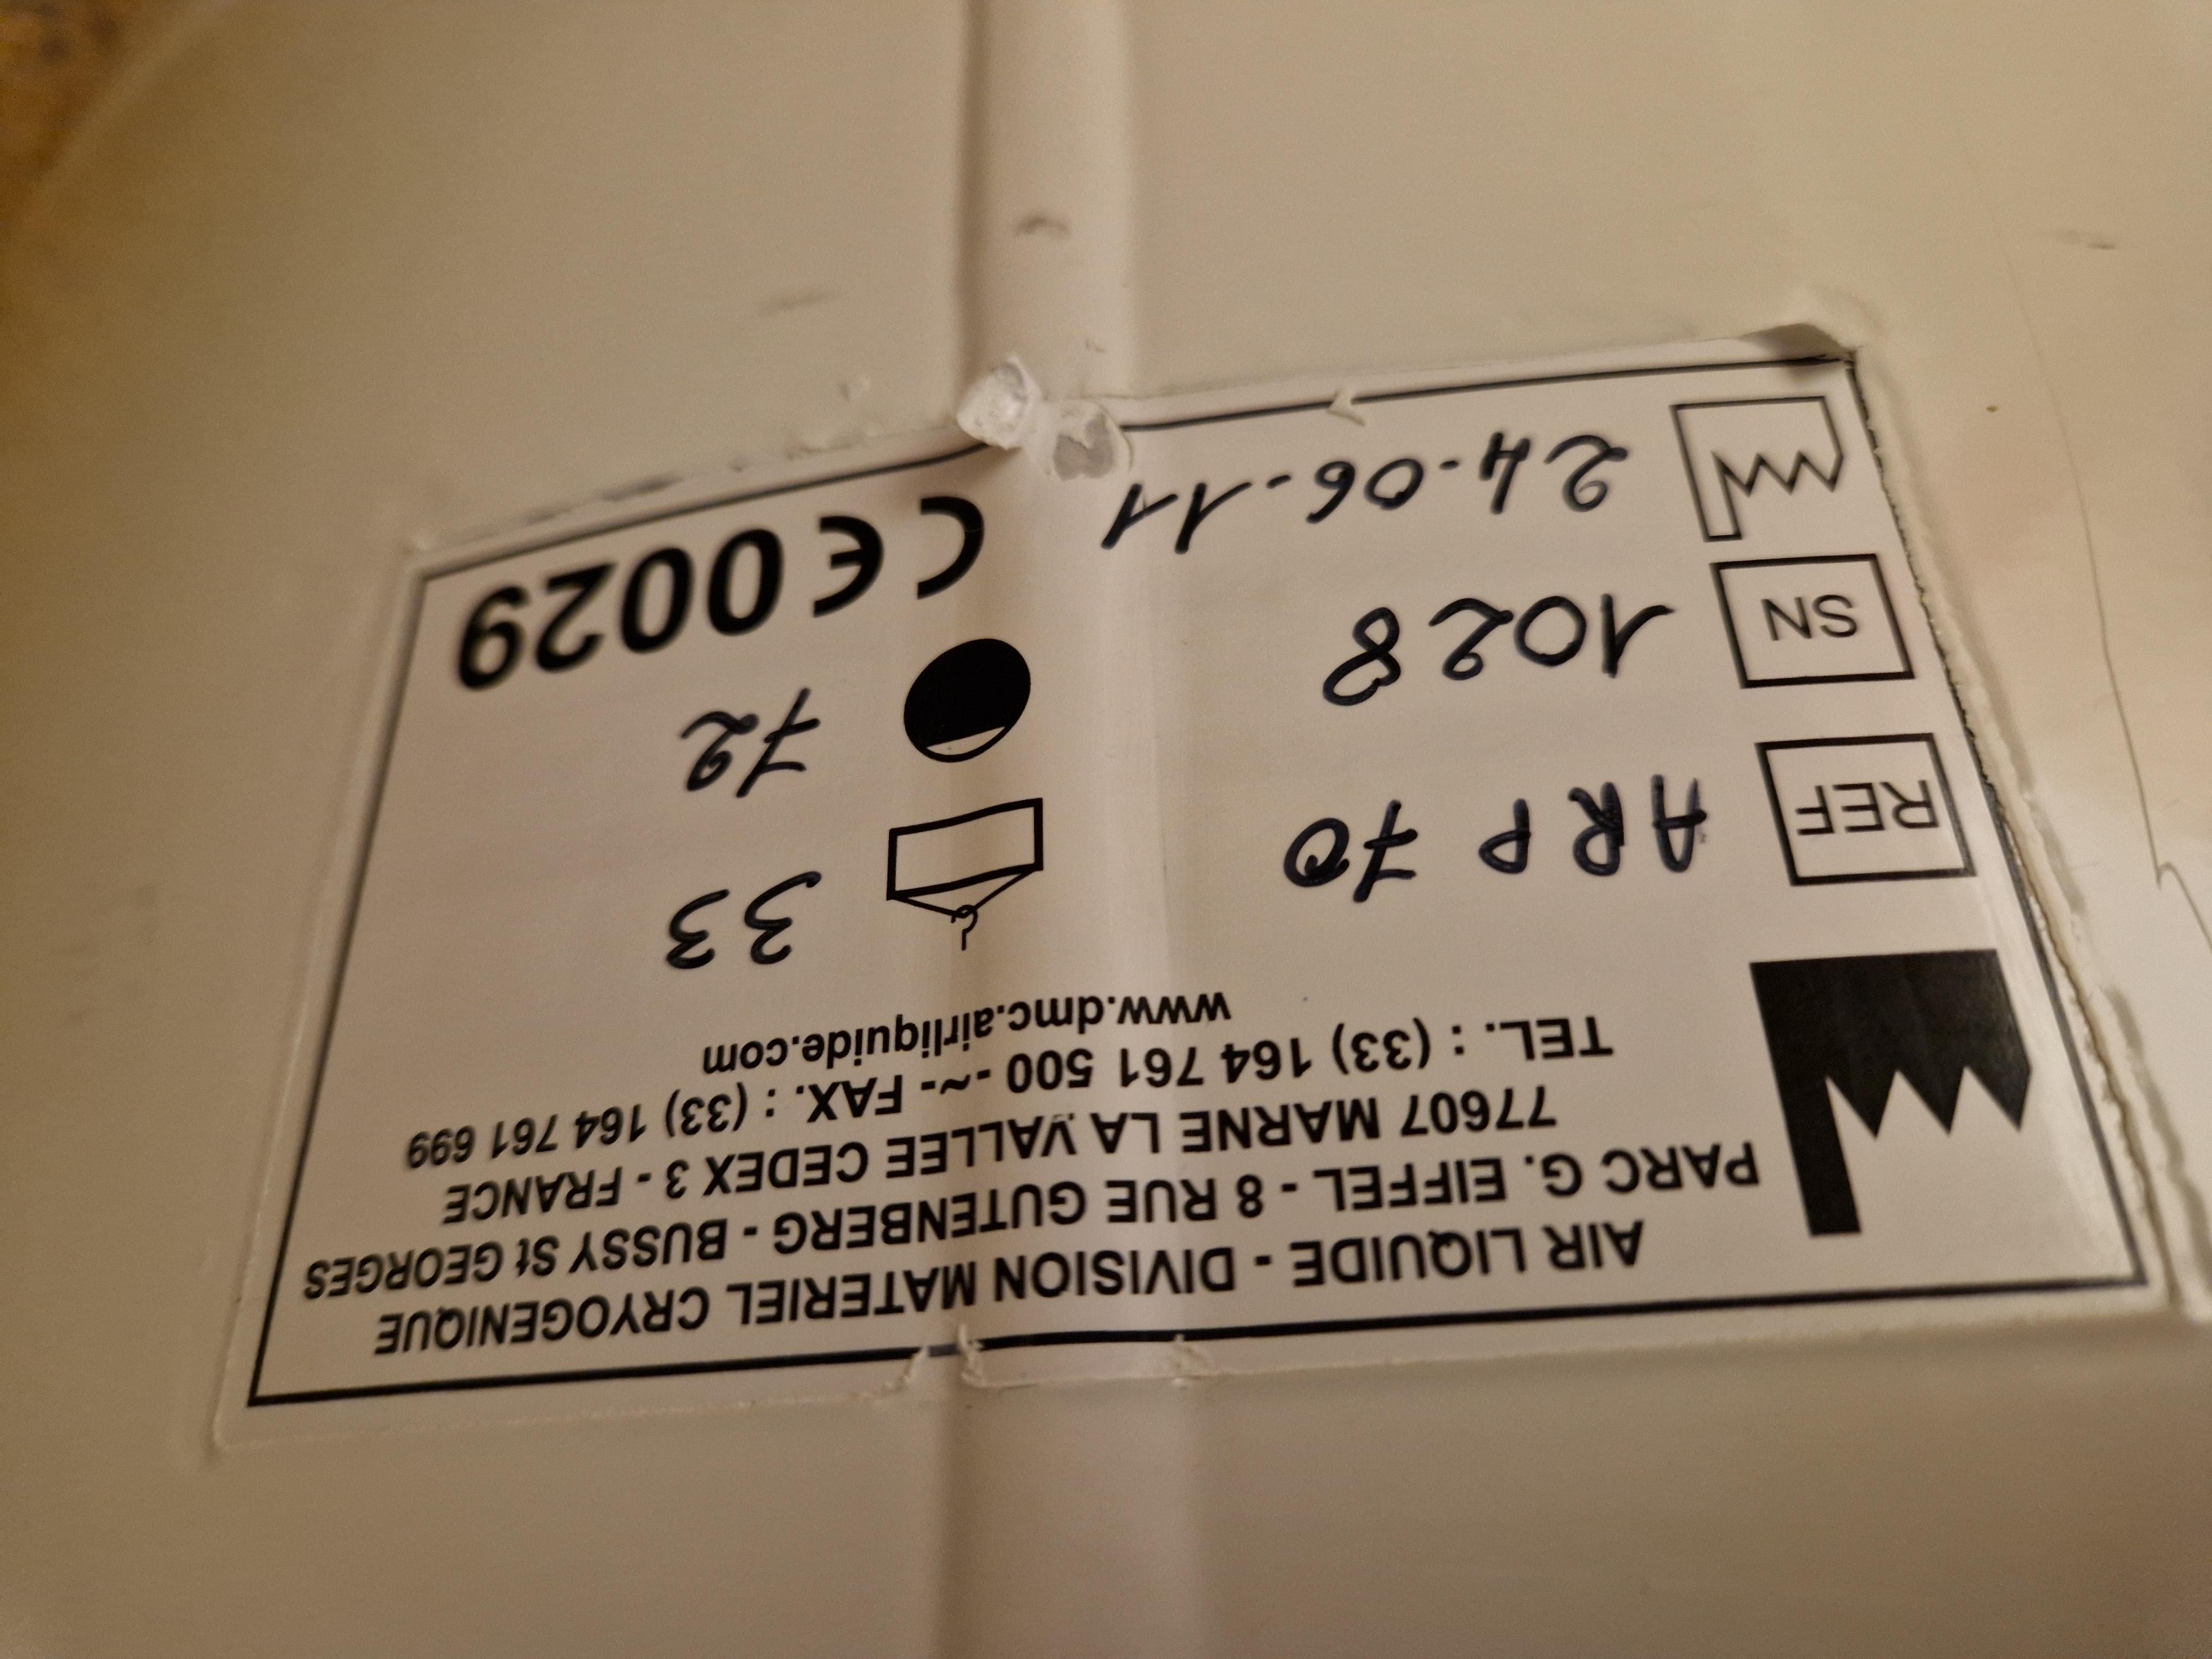 AIR LIQUIDE - DIVISION MATERIEL CRYOGENIQUE
PARC G. EIFFEL - 8 RUE GUTENBERG - BUSSY St GEORGES
77607 MARNE LA VALLEE CEDEX 3 - FRANCE
TEL. : (33) 164 761 500 -~- FAX. : (33) 164 761 699
www.dmc.airliquide.com
REF ARP 70 33
SN 1028 72
24-06-11 CE 0029